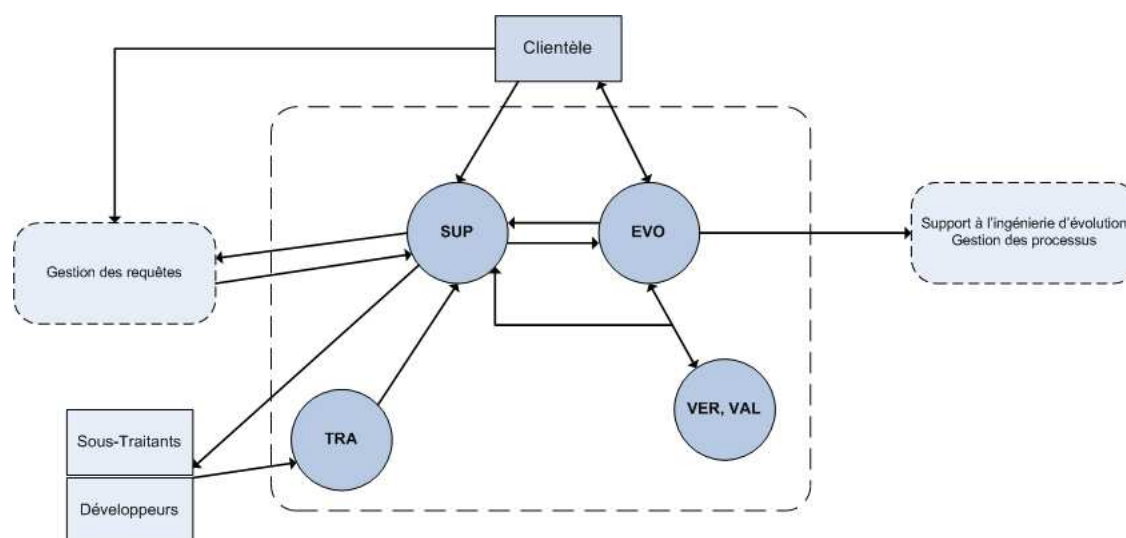 Clientèle
SUP
EVO
Support à l'ingénierie d'évolution
Gestion des processus
Gestion des requêtes
VER, VAL
TRA
Sous-Traitants
Développeurs